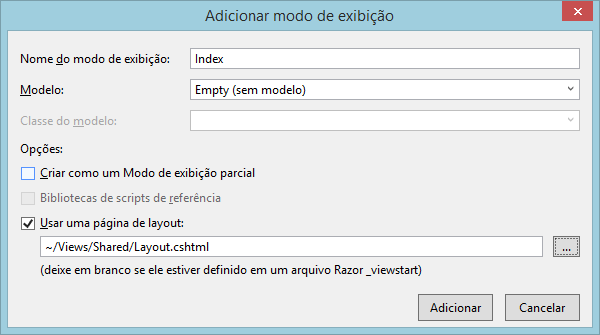 Adicionar modo de exibição
Nome do modo de exibição: Index
Modelo: Empty (sem modelo)
Classe do modelo:
Opções:
Criar como um Modo de exibição parcial
Bibliotecas de scripts de referência
Usar uma página de layout:
~/Views/Shared/Layout.cshtml ...
(deixe em branco se ele estiver definido em um arquivo Razor _viewstart)
Adicionar Cancelar